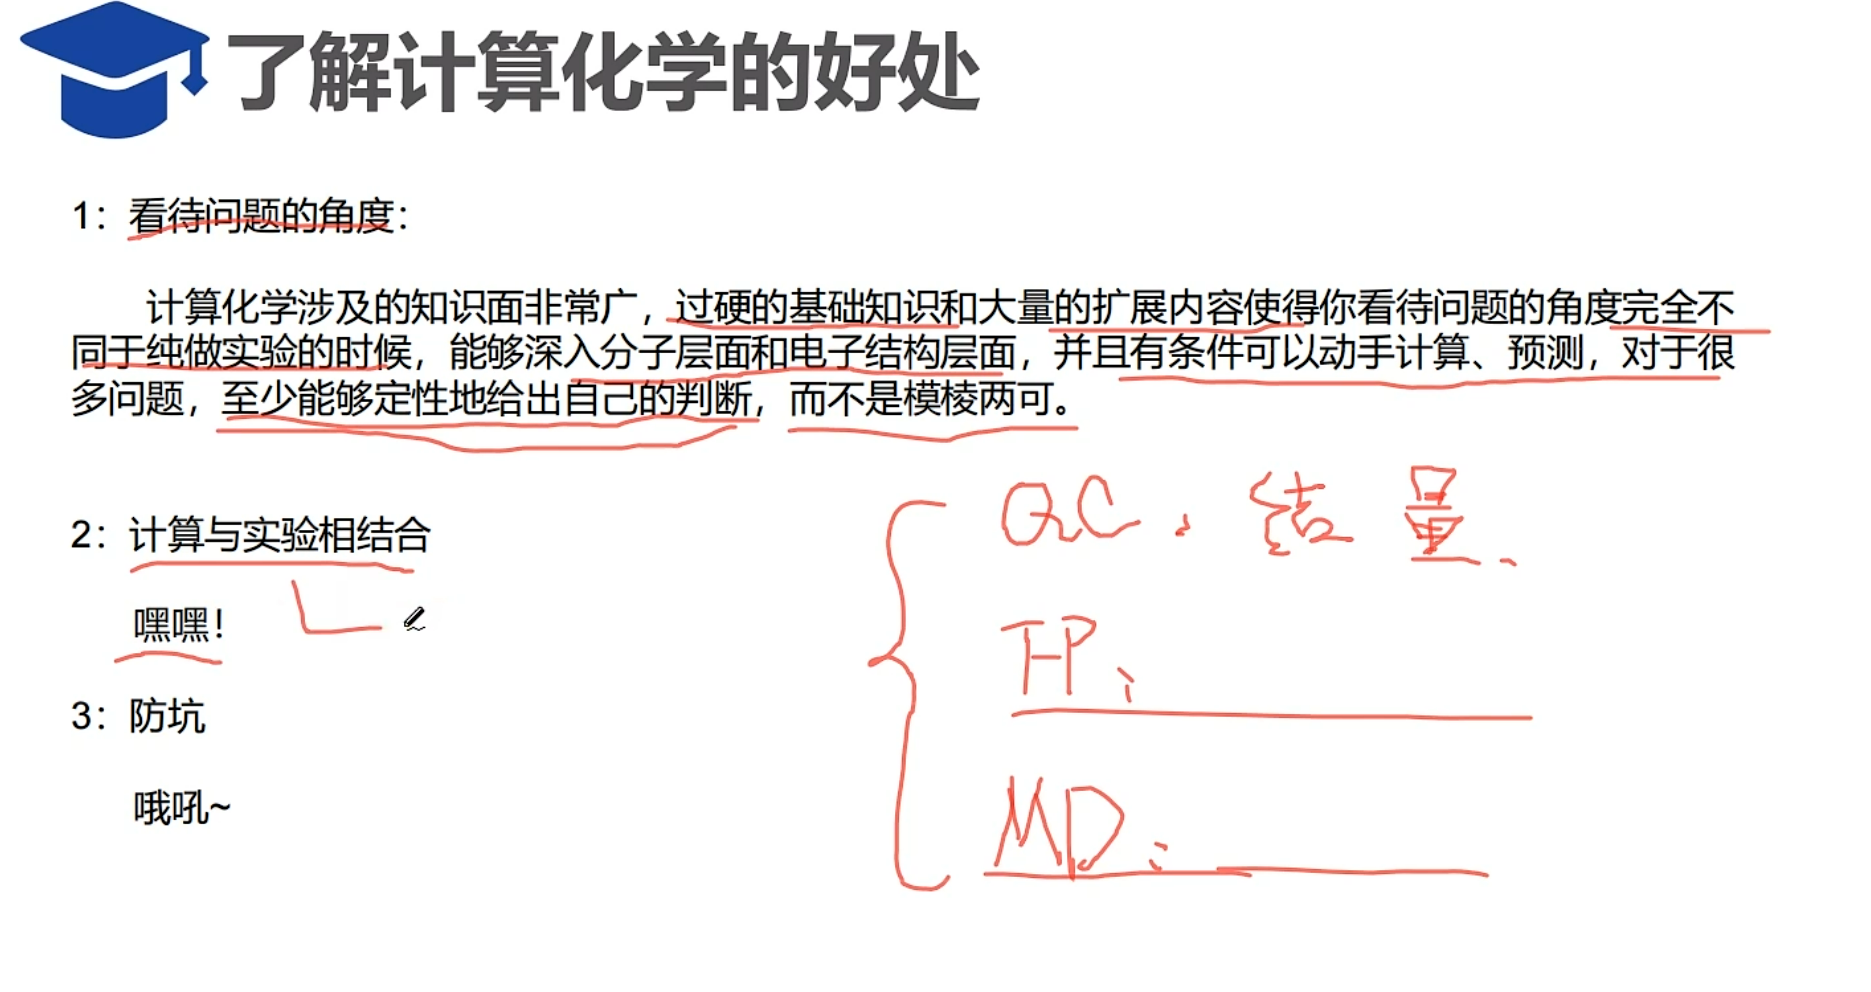 了解计算化学的好处
1：看待问题的角度：
计算化学涉及的知识面非常广，过硬的基础知识和大量的扩展内容使得你看待问题的角度完全不
同于纯做实验的时候，能够深入分子层面和电子结构层面，并且有条件可以动手计算、预测，对于很
多问题，至少能够定性地给出自己的判断，而不是模棱两可。
QC：结 量
2：计算与实验相结合
嘿嘿！
FP：
3：防坑
哦吼~
MD：